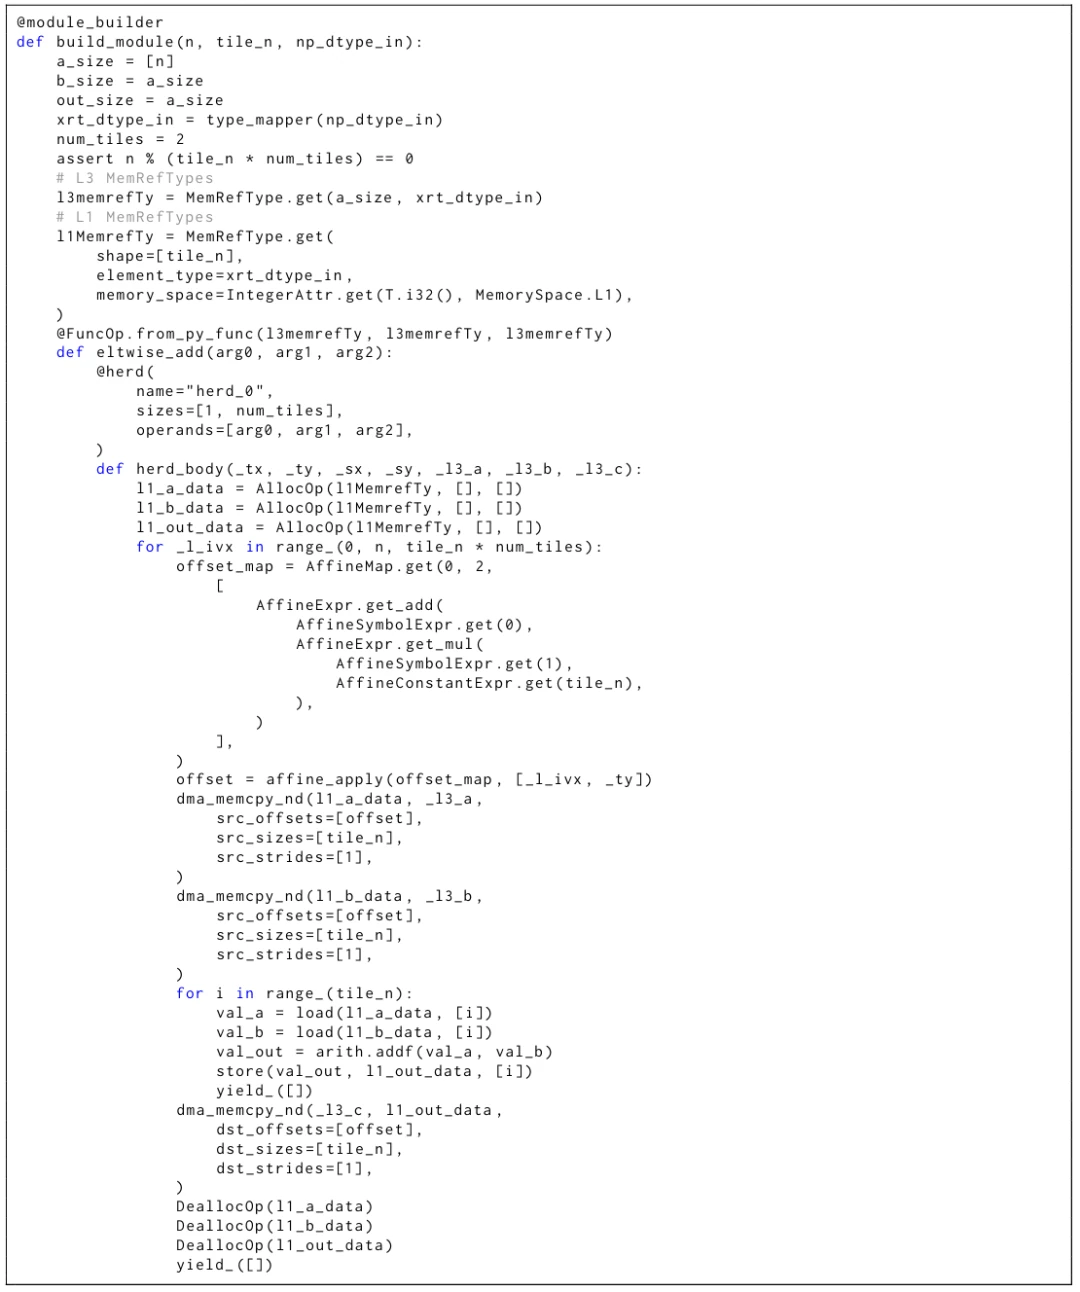 @module_builder
def build_module(n, tile_n, np_dtype_in):
    a_size = [n]
    b_size = a_size
    out_size = a_size
    xrt_dtype_in = type_mapper(np_dtype_in)
    num_tiles = 2
    assert n % (tile_n * num_tiles) == 0
    # L3 MemRefTypes
    l3memrefTy = MemRefType.get(a_size, xrt_dtype_in)
    # L1 MemRefTypes
    l1MemrefTy = MemRefType.get(
        shape=[tile_n],
        element_type=xrt_dtype_in,
        memory_space=IntegerAttr.get(T.i32(), MemorySpace.L1),
    )
    @FuncOp.from_py_func(l3memrefTy, l3memrefTy, l3memrefTy)
    def eltwise_add(arg0, arg1, arg2):
        @herd(
            name="herd_0",
            sizes=[1, num_tiles],
            operands=[arg0, arg1, arg2],
        )
        def herd_body(_tx, _ty, _sx, _sy, _l3_a, _l3_b, _l3_c):
            l1_a_data = AllocOp(l1MemrefTy, [], [])
            l1_b_data = AllocOp(l1MemrefTy, [], [])
            l1_out_data = AllocOp(l1MemrefTy, [], [])
            for _l_ivx in range_(0, n, tile_n * num_tiles):
                offset_map = AffineMap.get(0, 2,
                    [
                        AffineExpr.get_add(
                            AffineSymbolExpr.get(0),
                            AffineExpr.get_mul(
                                AffineSymbolExpr.get(1),
                                AffineConstantExpr.get(tile_n),
                            ),
                        )
                    ],
                )
                offset = affine_apply(offset_map, [_l_ivx, _ty])
                dma_memcpy_nd(l1_a_data, _l3_a,
                    src_offsets=[offset],
                    src_sizes=[tile_n],
                    src_strides=[1],
                )
                dma_memcpy_nd(l1_b_data, _l3_b,
                    src_offsets=[offset],
                    src_sizes=[tile_n],
                    src_strides=[1],
                )
                for i in range_(tile_n):
                    val_a = load(l1_a_data, [i])
                    val_b = load(l1_b_data, [i])
                    val_out = arith.addf(val_a, val_b)
                    store(val_out, l1_out_data, [i])
                    yield_([])
                dma_memcpy_nd(_l3_c, l1_out_data,
                    dst_offsets=[offset],
                    dst_sizes=[tile_n],
                    dst_strides=[1],
                )
                DeallocOp(l1_a_data)
                DeallocOp(l1_b_data)
                DeallocOp(l1_out_data)
                yield_([])